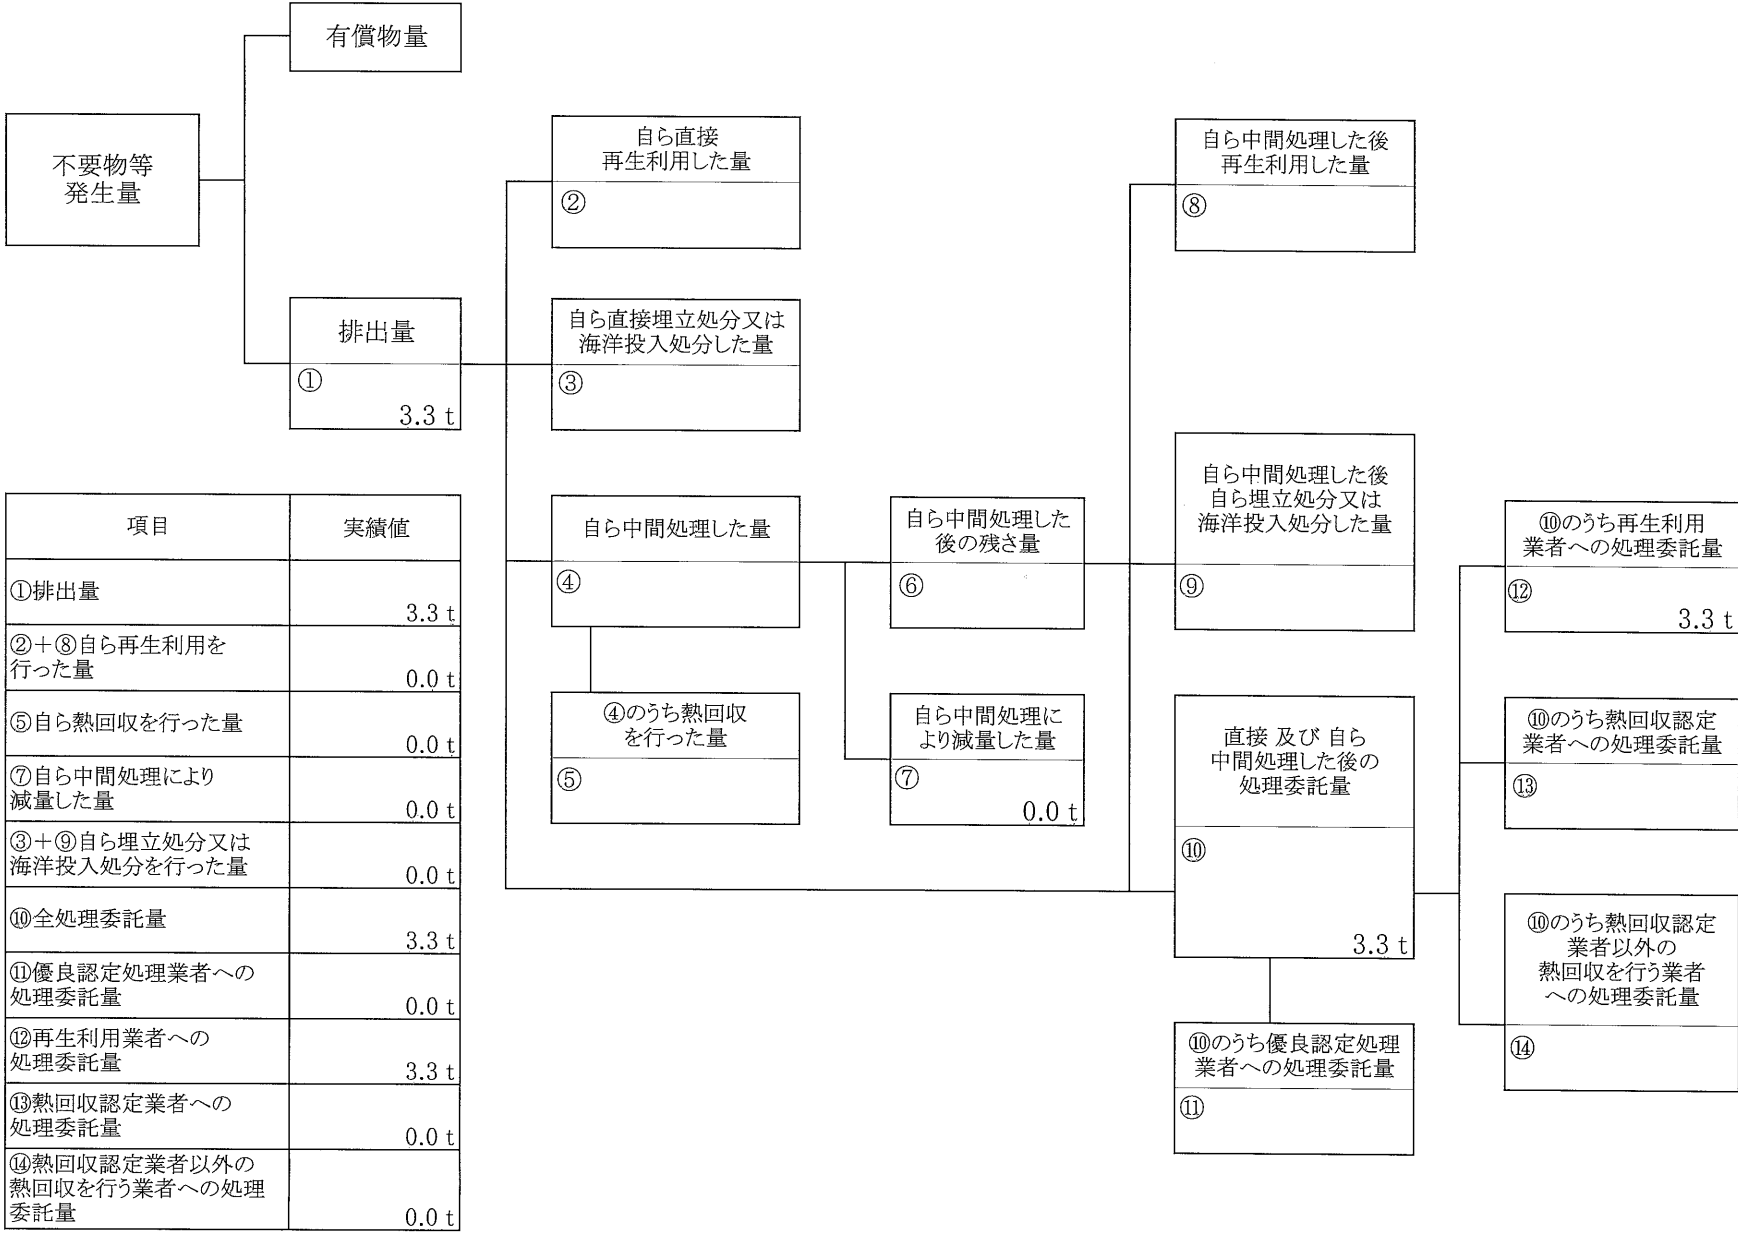 有償物量
不要物等
発生量
排出量
①
3.3 t
自ら直接
再生利用した量
②
自ら直接埋立処分又は
海洋投入処分した量
③
自ら中間処理した量
④
④のうち熱回収
を行った量
⑤
自ら中間処理した
後の残さ量
⑥
自ら中間処理に
より減量した量
⑦
0.0 t
自ら中間処理した後
再生利用した量
⑧
自ら中間処理した後
自ら埋立処分又は
海洋投入処分した量
⑨
直接 及び 自ら
中間処理した後の
処理委託量
⑩
3.3 t
⑩のうち優良認定処理
業者への処理委託量
⑪
⑩のうち再生利用
業者への処理委託量
⑫
3.3 t
⑩のうち熱回収認定
業者への処理委託量
⑬
⑩のうち熱回収認定
業者以外の
熱回収を行う業者
への処理委託量
⑭
項目 実績値
①排出量
3.3 t
②＋⑧自ら再生利用を
行った量
0.0 t
⑤自ら熱回収を行った量
0.0 t
⑦自ら中間処理により
減量した量
0.0 t
③＋⑨自ら埋立処分又は
海洋投入処分を行った量
0.0 t
⑩全処理委託量
3.3 t
⑪優良認定処理業者への
処理委託量
0.0 t
⑫再生利用業者への
処理委託量
3.3 t
⑬熱回収認定業者への
処理委託量
0.0 t
⑭熱回収認定業者以外の
熱回収を行う業者への処理
委託量
0.0 t